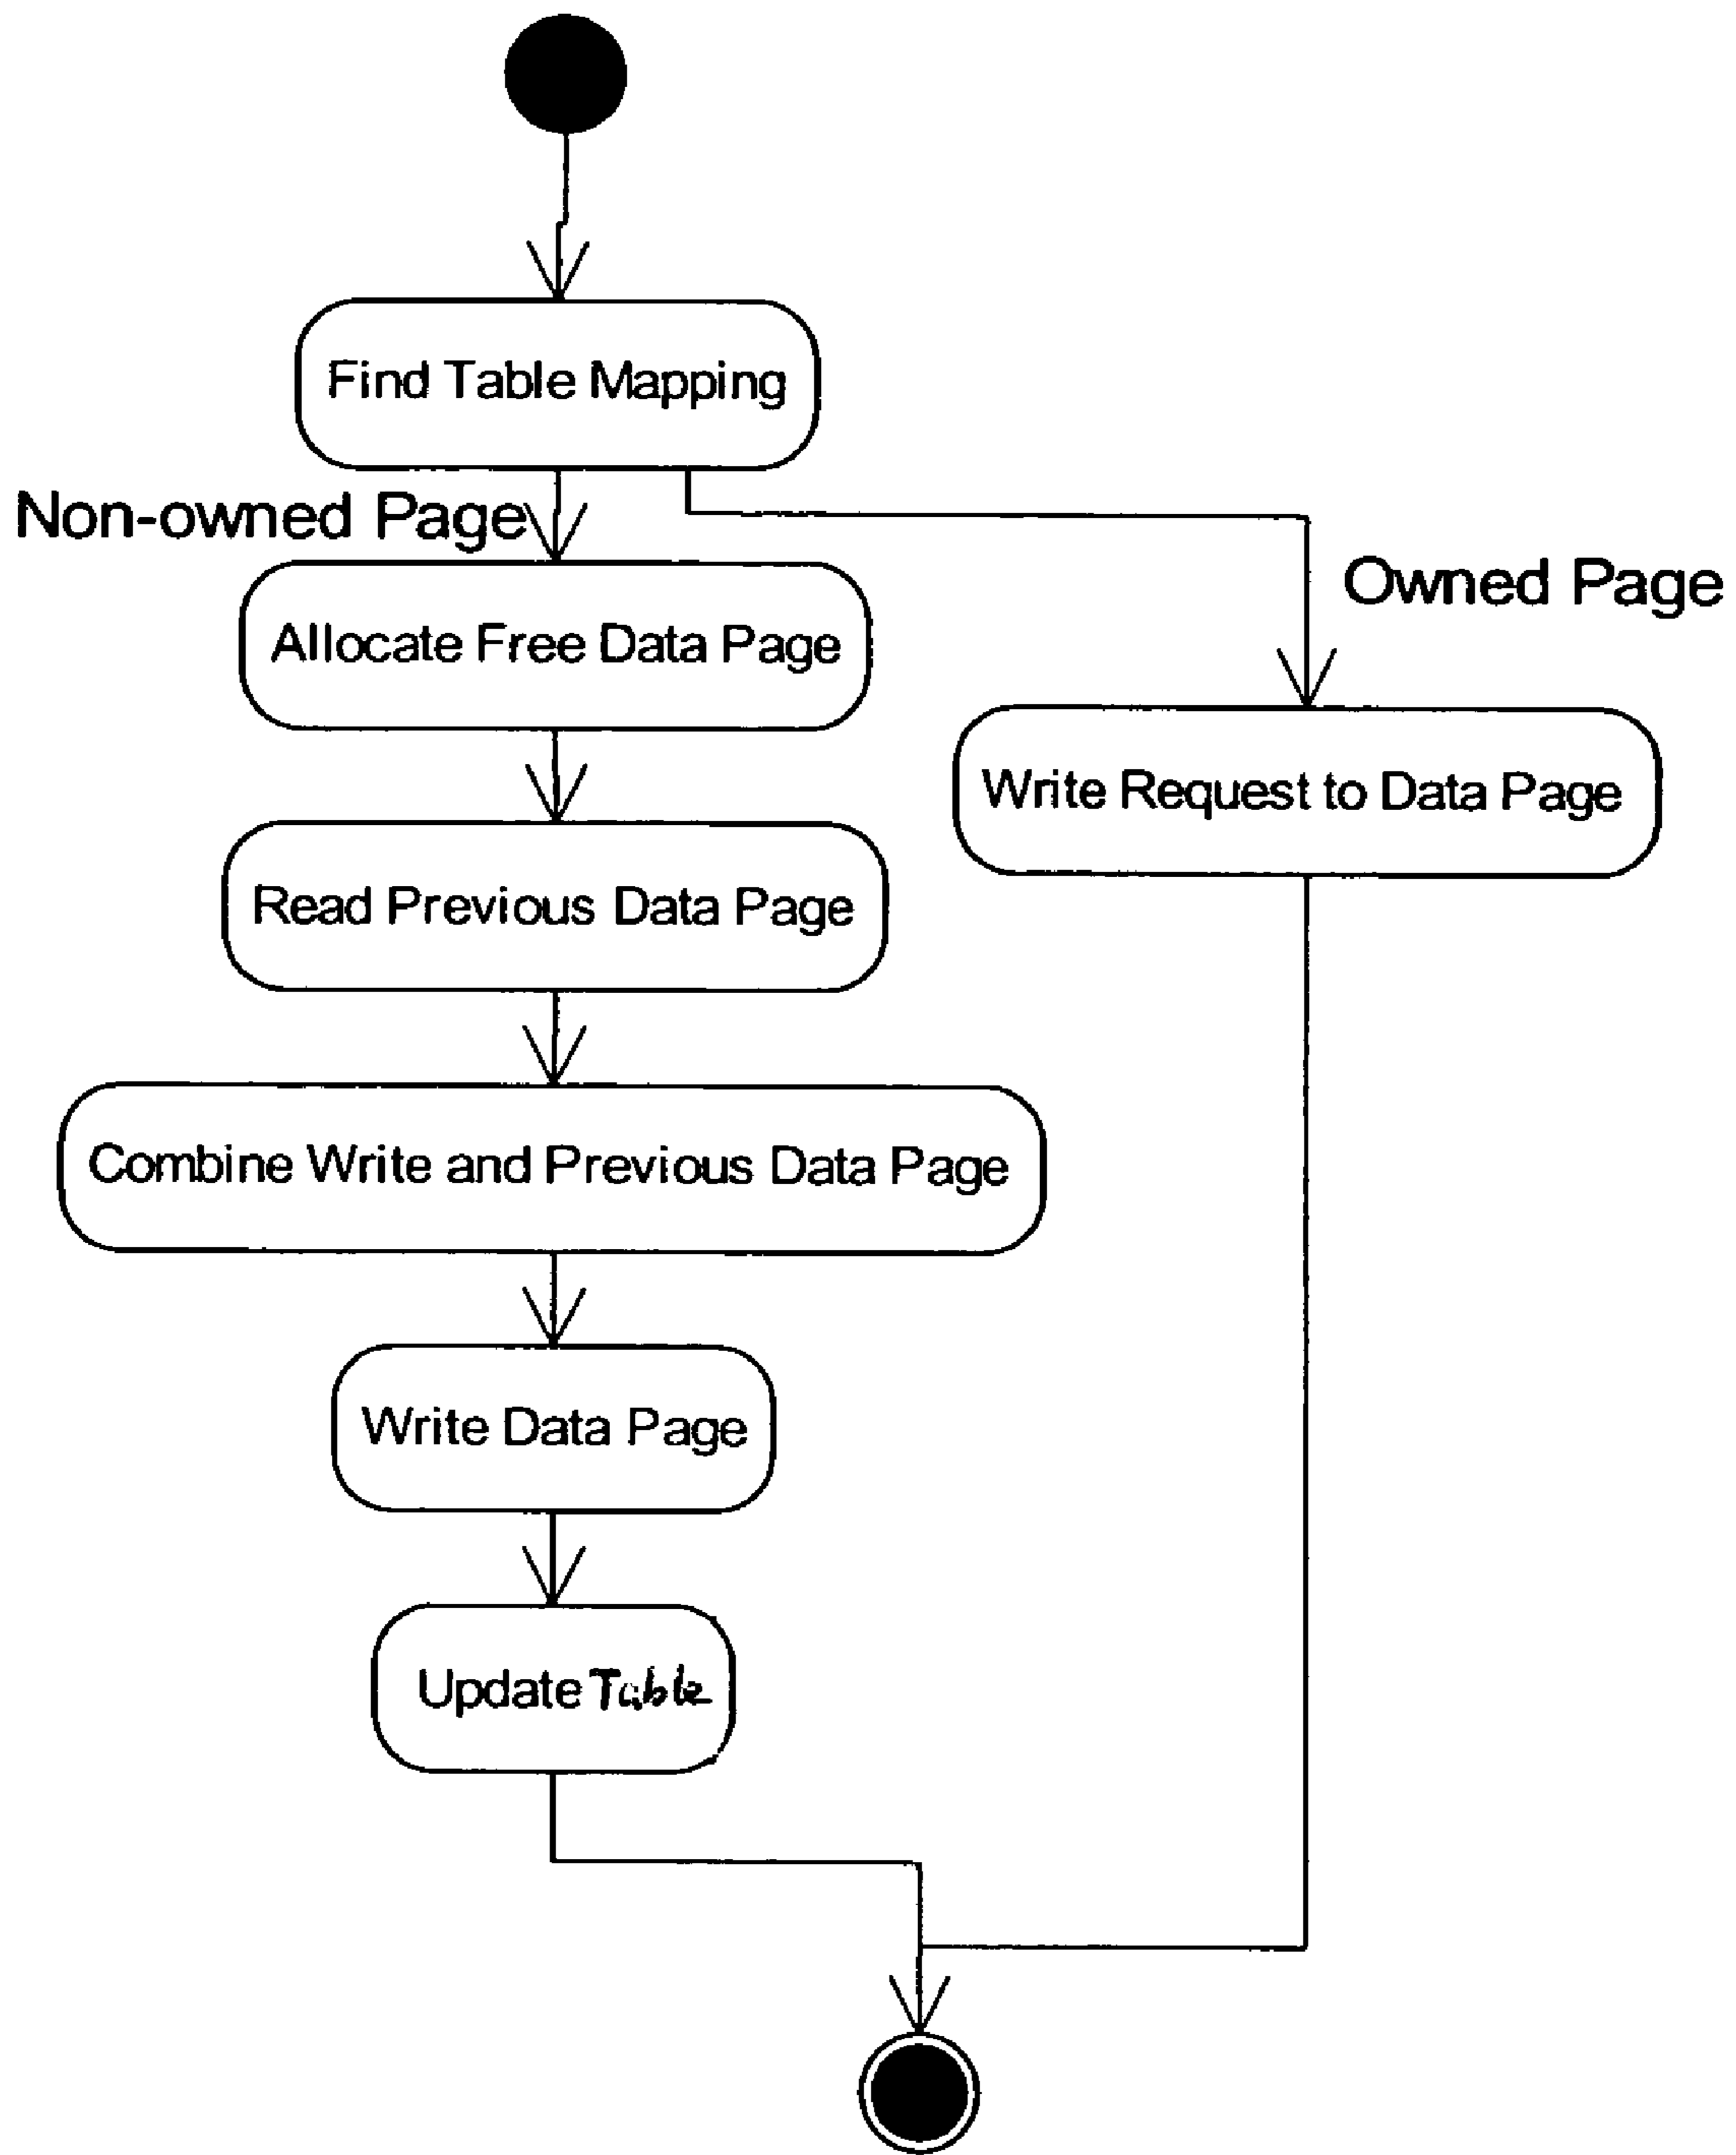 Find Table Mapping
Non-owned Page
Owned Page
Allocate Free Data Page
Write Request to Data Page
Read Previous Data Page
Combine Write and Previous Data Page
Write Data Page
Update Table